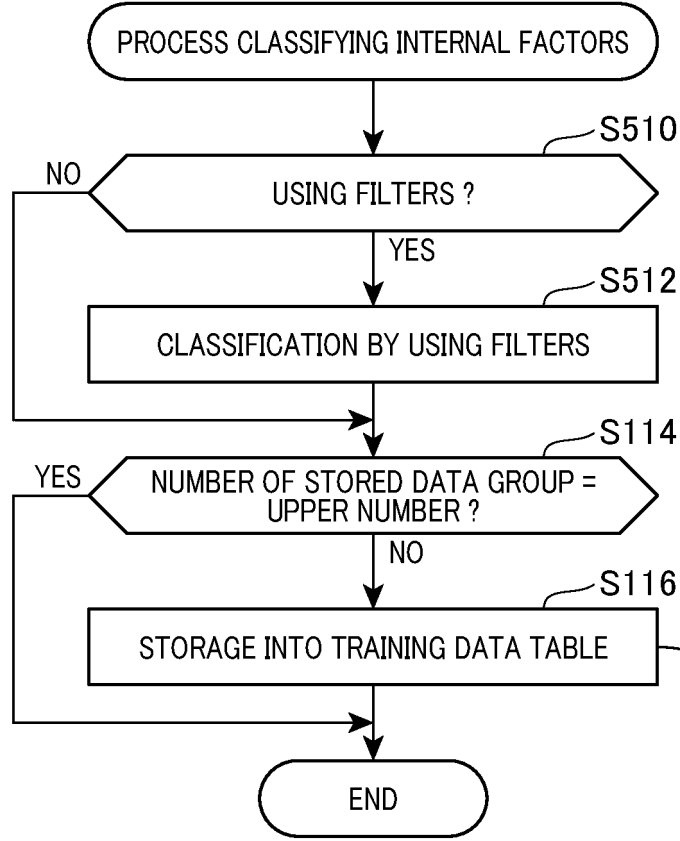 PROCESS CLASSIFYING INTERNAL FACTORS
S510
NO
USING FILTERS ?
YES
S512
CLASSIFICATION BY USING FILTERS
S114
YES
NUMBER OF STORED DATA GROUP =
UPPER NUMBER ?
NO
S116
STORAGE INTO TRAINING DATA TABLE
END